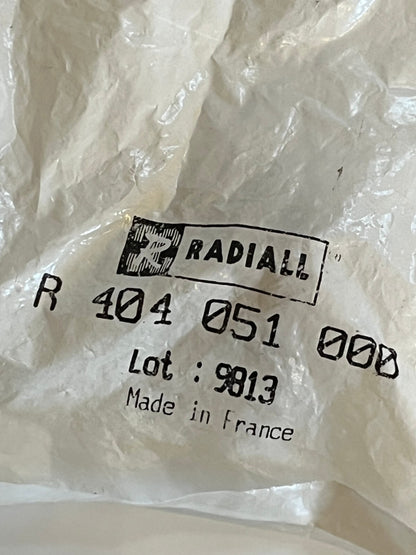 RADIALL
R 404 051 000
Lot : 9813
Made in France